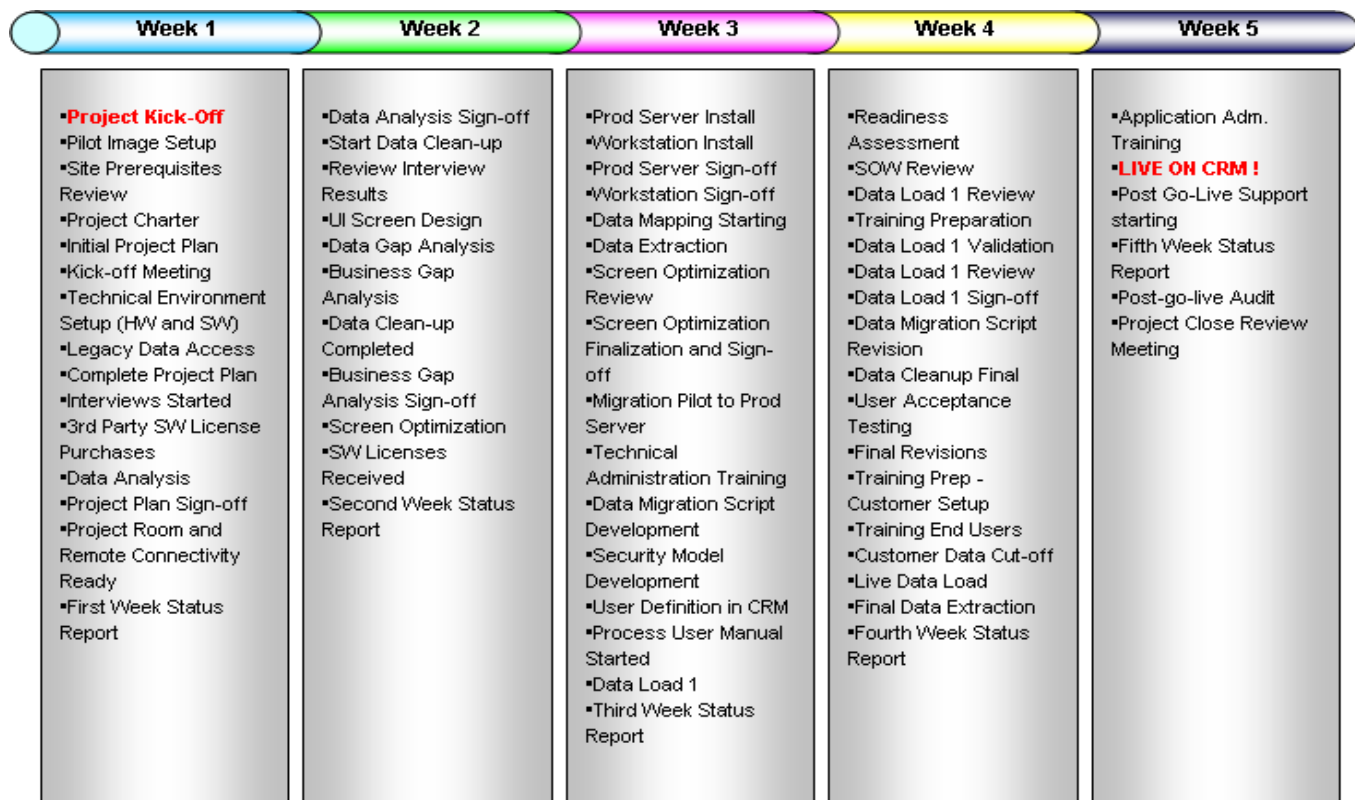 Week 1
Week 2
Week 3
Week 4
Week 5
▪Project Kick-Off
▪Pilot Image Setup
▪Site Prerequisites
Review
▪Project Charter
▪Initial Project Plan
▪Kick-off Meeting
▪Technical Environment
Setup (HW and SW)
▪Legacy Data Access
▪Complete Project Plan
▪Interviews Started
▪3rd Party SW License
Purchases
▪Data Analysis
▪Project Plan Sign-off
▪Project Room and
Remote Connectivity
Ready
▪First Week Status
Report
▪Data Analysis Sign-off
▪Start Data Clean-up
▪Review Interview
Results
▪UI Screen Design
▪Data Gap Analysis
▪Business Gap
Analysis
▪Data Clean-up
Completed
▪Business Gap
Analysis Sign-off
▪Screen Optimization
▪SW Licenses
Received
▪Second Week Status
Report
▪Prod Server Install
▪Workstation Install
▪Prod Server Sign-off
▪Workstation Sign-off
▪Data Mapping Starting
▪Data Extraction
▪Screen Optimization
Review
▪Screen Optimization
Finalization and Sign-
off
▪Migration Pilot to Prod
Server
▪Technical
Administration Training
▪Data Migration Script
Development
▪Security Model
Development
▪User Definition in CRM
▪Process User Manual
Started
▪Data Load 1
▪Third Week Status
Report
▪Readiness
Assessment
▪SOW Review
▪Data Load 1 Review
▪Training Preparation
▪Data Load 1 Validation
▪Data Load 1 Review
▪Data Load 1 Sign-off
▪Data Migration Script
Revision
▪Data Cleanup Final
▪User Acceptance
Testing
▪Final Revisions
▪Training Prep -
Customer Setup
▪Training End Users
▪Customer Data Cut-off
▪Live Data Load
▪Final Data Extraction
▪Fourth Week Status
Report
▪Application Adm.
Training
▪LIVE ON CRM !
▪Post Go-Live Support
starting
▪Fifth Week Status
Report
▪Post-go-live Audit
▪Project Close Review
Meeting